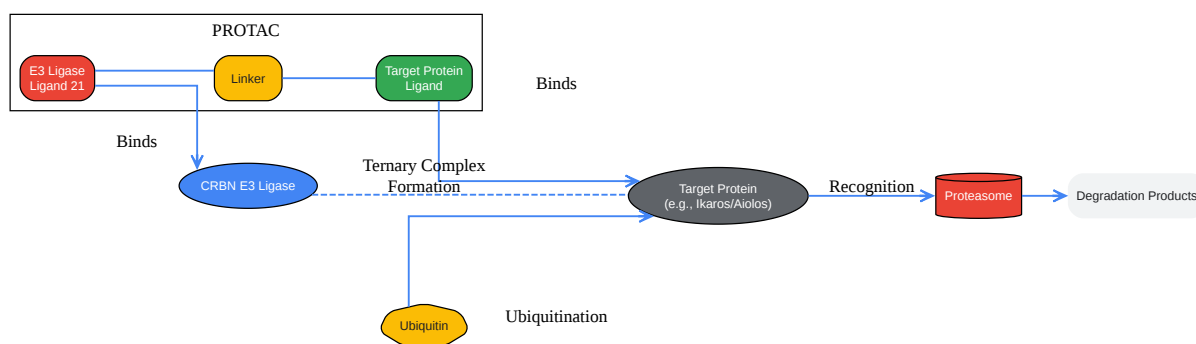 PROTAC
E3 Ligase
Ligand 21
Linker
Target Protein
Ligand
Binds
Binds
Ternary Complex
Formation
CRBN E3 Ligase
Target Protein
(e.g., Ikaros/Aiolos)
Recognition
Proteasome
Degradation Products
Ubiquitin
Ubiquitination